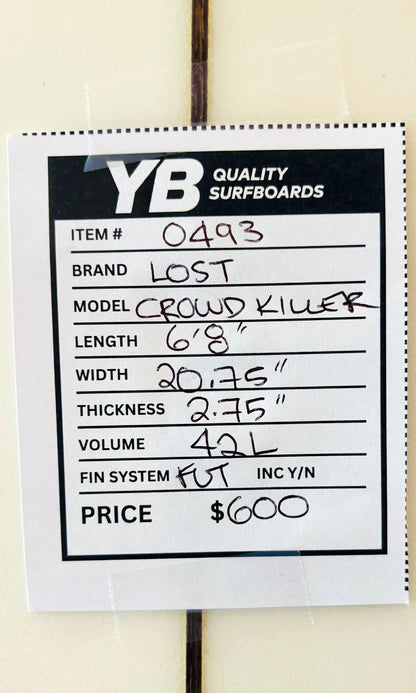 YB QUALITY
SURFBOARDS
ITEM # 0493
BRAND LOST
MODEL CROWD KILLER
LENGTH 6'8"
WIDTH 20.75"
THICKNESS 2.75"
VOLUME 42L
FIN SYSTEM FUT INC Y/N
PRICE $600